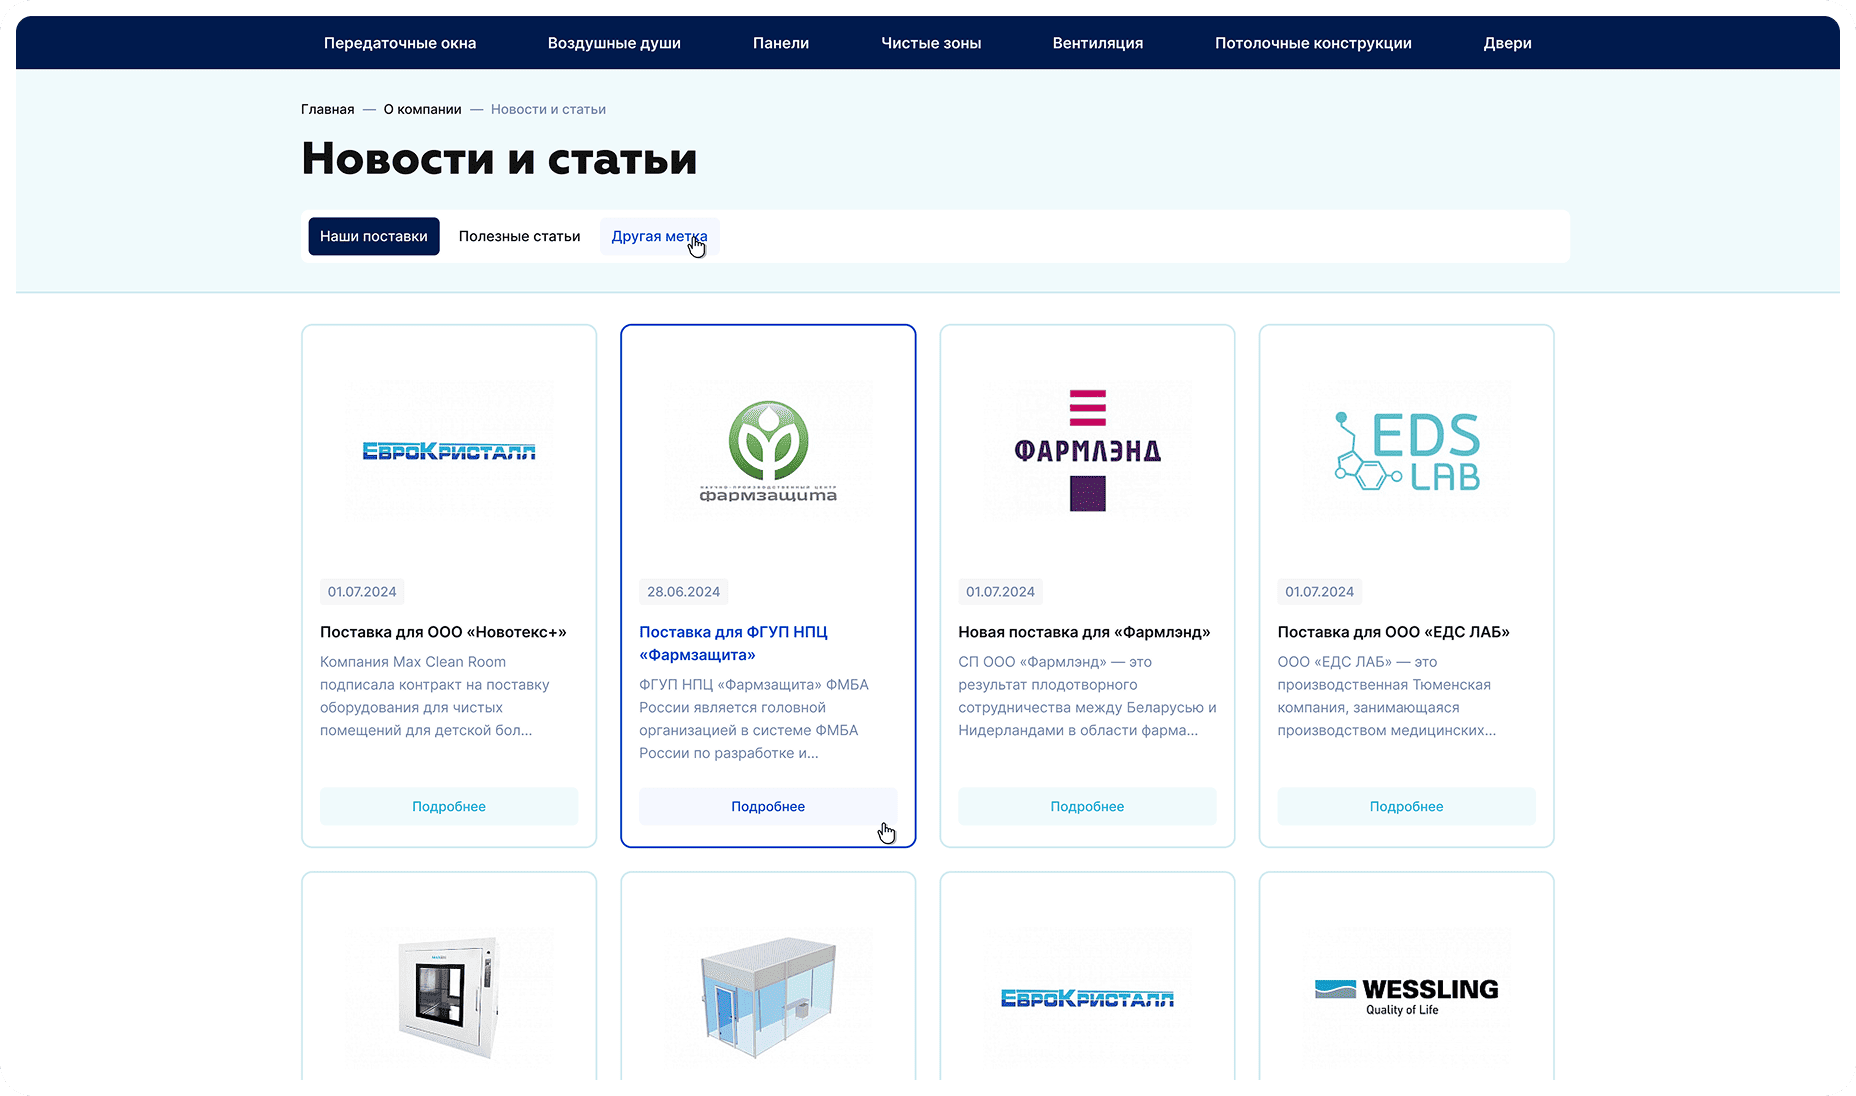 Передаточные окна Воздушные души Панели Чистые зоны Вентиляция Потолочные конструкции Двери
Главная — О компании — Новости и статьи
Новости и статьи
Наши поставки Полезные статьи Другая метка
ЕвроКристалл
НАУЧНО-ПРОИЗВОДСТВЕННЫЙ ЦЕНТР
фармзащита
ФАРМЛЭНД
EDS
LAB
01.07.2024
Поставка для ООО «Новотекс+»
Компания Max Clean Room
подписала контракт на поставку
оборудования для чистых
помещений для детской бол...
Подробнее
28.06.2024
Поставка для ФГУП НПЦ
«Фармзащита»
ФГУП НПЦ «Фармзащита» ФМБА
России является головной
организацией в системе ФМБА
России по разработке и...
Подробнее
01.07.2024
Новая поставка для «Фармлэнд»
СП ООО «Фармлэнд» — это
результат плодотворного
сотрудничества между Беларусью и
Нидерландами в области фарма...
Подробнее
01.07.2024
Поставка для ООО «ЕДС ЛАБ»
ООО «ЕДС ЛАБ» — это
производственная Тюменская
компания, занимающаяся
производством медицинских...
Подробнее
ЕвроКристалл
WESSLING
Quality of Life